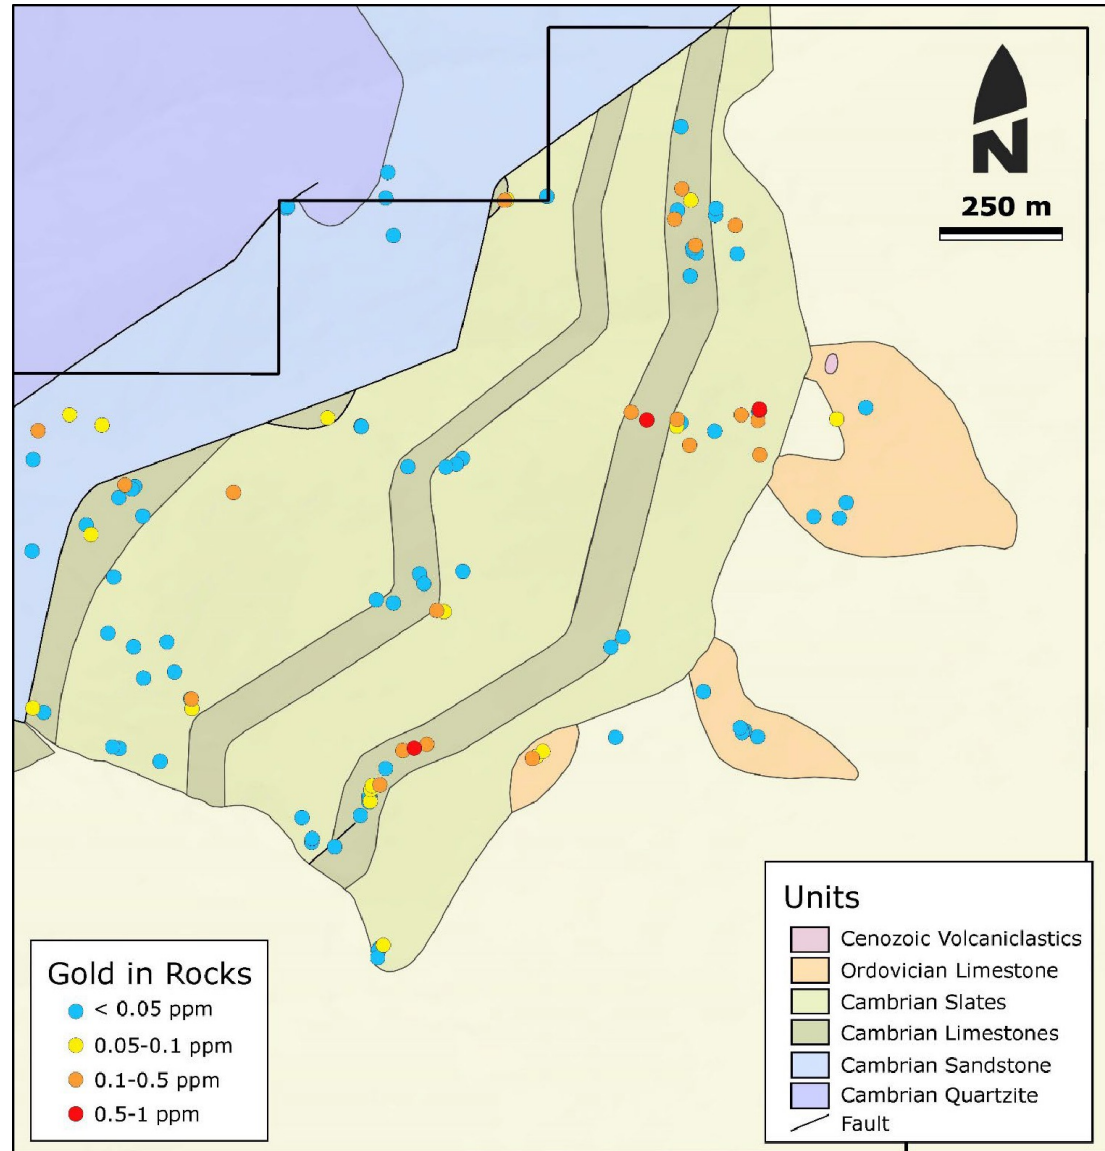 N
250 m
Units
Cenozoic Volcaniclastics
Ordovician Limestone
Cambrian Slates
Cambrian Limestones
Cambrian Sandstone
Cambrian Quartzite
Fault
Gold in Rocks
< 0.05 ppm
0.05-0.1 ppm
0.1-0.5 ppm
0.5-1 ppm